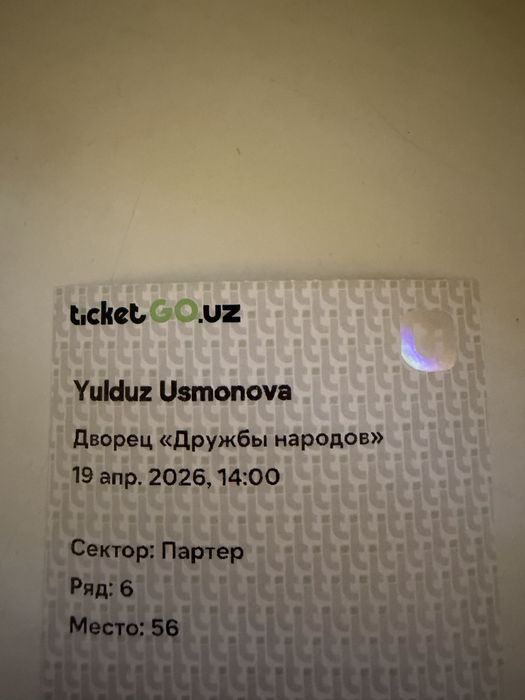 ticketGO.uz
Yulduz Usmonova
Дворец «Дружбы народов»
19 апр. 2026, 14:00
Сектор: Партер
Ряд: 6
Место: 56